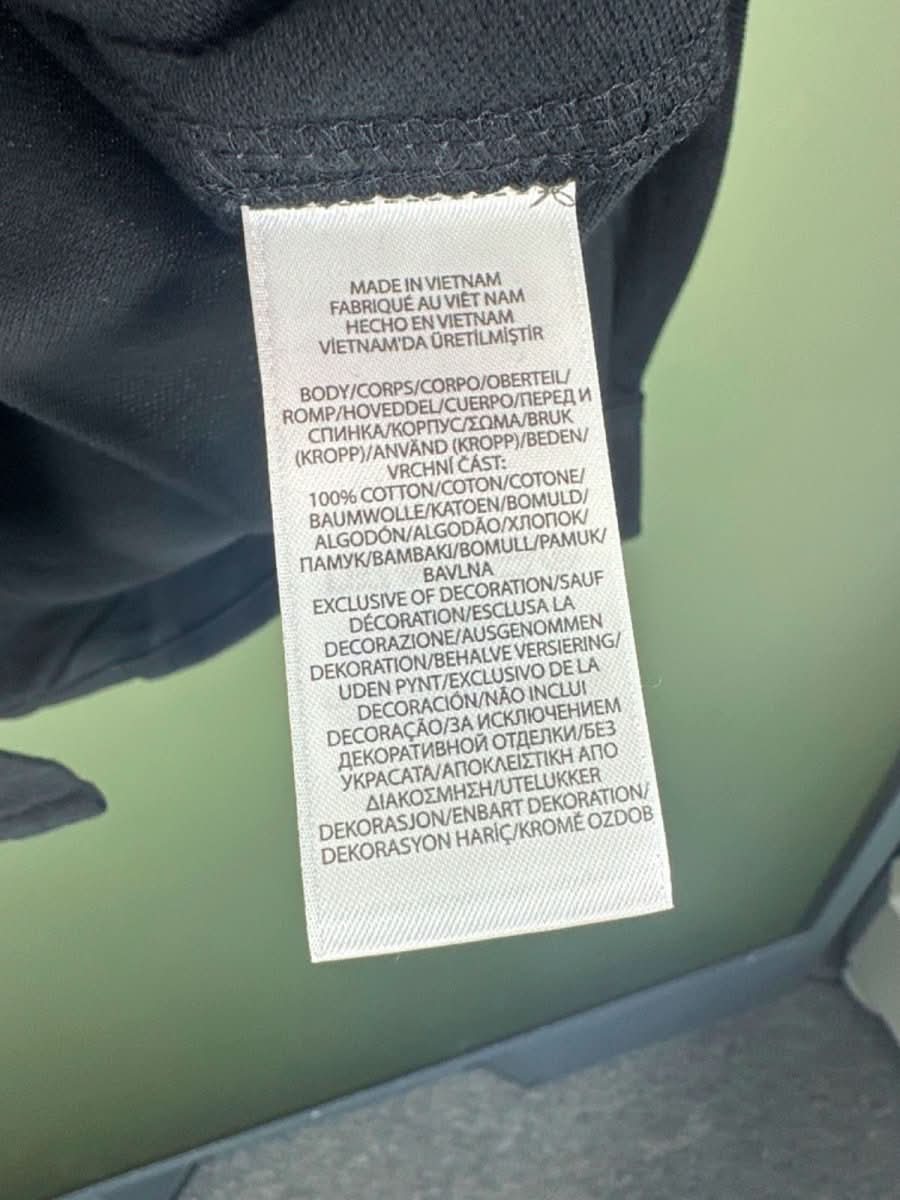 MADE IN VIETNAM
FABRIQUÉ AU VIÊT NAM
HECHO EN VIETNAM
VİETNAM'DA ÜRETİLMİŞTİR
BODY/CORPS/CORPO/OBERTEIL/
ROMP/HOVEDDEL/CUERPO/ПЕРЕД И
СПИНКА/КОРПУС/ΣΩΜΑ/BRUK
(KROPP)/ANVÄND (KROPP)/BEDEN/
VRCHNÍ ČÁST:
100% COTTON/COTON/COTONE/
BAUMWOLLE/KATOEN/BOMULD/
ALGODÓN/ALGODÃO/ХЛОПОК/
ПАМУК/ΒΑΜΒΑΚΙ/BOMULL/PAMUK/
BAVLNA
EXCLUSIVE OF DECORATION/SAUF
DÉCORATION/ESCLUSA LA
DECORAZIONE/AUSGENOMMEN
DEKORATION/BEHALVE VERSIERING/
UDEN PYNT/EXCLUSIVO DE LA
DECORACIÓN/NÃO INCLUI
DECORAÇÃO/ЗА ИСКЛЮЧЕНИЕМ
ДЕКОРАТИВНОЙ ОТДЕЛКИ/БЕЗ
УКРАСАТА/ΑΠΟΚΛΕΙΣΤΙΚΗ ΑΠΟ
ΔΙΑΚΟΣΜΗΣΗ/UTELUKKER
DEKORASJON/ENBART DEKORATION/
DEKORASYON HARİÇ/KROMĚ OZDOB